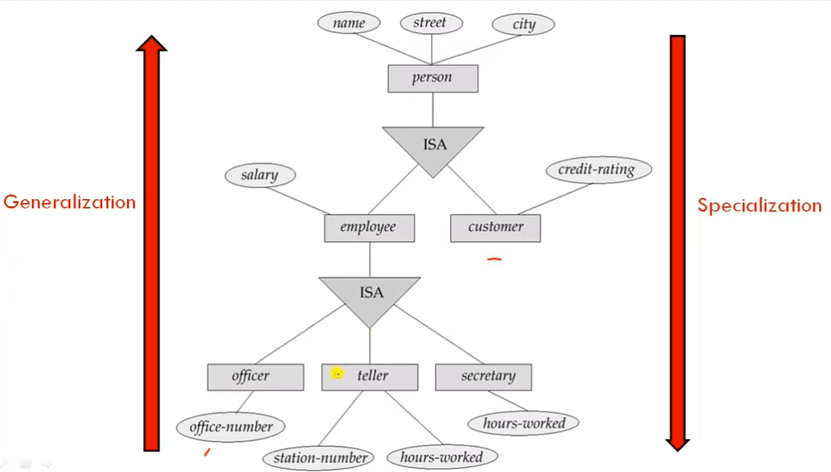 name
street
city
person
ISA
salary
credit-rating
Generalization
Specialization
employee
customer
ISA
officer
teller
secretary
office-number
hours-worked
station-number
hours-worked